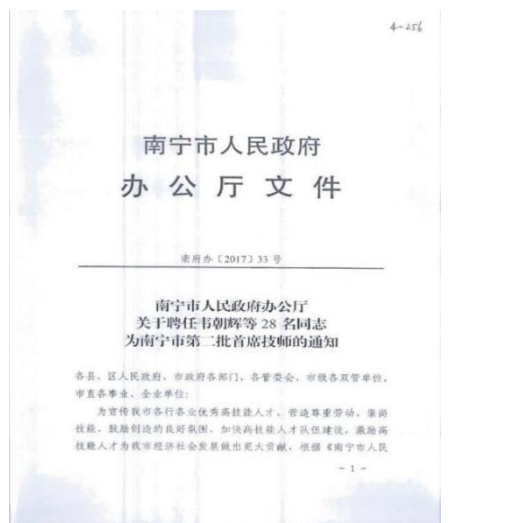 4-256
南宁市人民政府
办公厅文件
南府办〔2017〕33号
南宁市人民政府办公厅
关于聘任韦朝辉等28名同志
为南宁市第二批首席技师的通知
各县、区人民政府，市政府各部门，各管委会，市级各双管单位，
市直各事业、企业单位：
为宣传我市各行各业优秀高技能人才，营造尊重劳动、崇尚
技能、鼓励创造的良好氛围，加快高技能人才队伍建设，激励高
技能人才为我市经济社会发展做出更大贡献，根据《南宁市人民
- 1 -